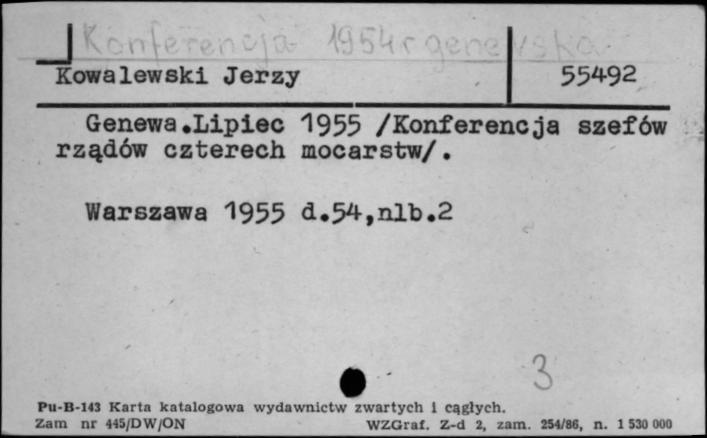 Konferencja 1954 r genewska
Kowalewski Jerzy 55492
Genewa.Lipiec 1955 /Konferencja szefów
rządów czterech mocarstw/.
Warszawa 1955 d.54,nlb.2
3
Pu-B-143 Karta katalogowa wydawnictw zwartych i cągłych.
Zam nr 445/DW/ON WZGraf. Z-d 2, zam. 254/86, n. 1 530 000